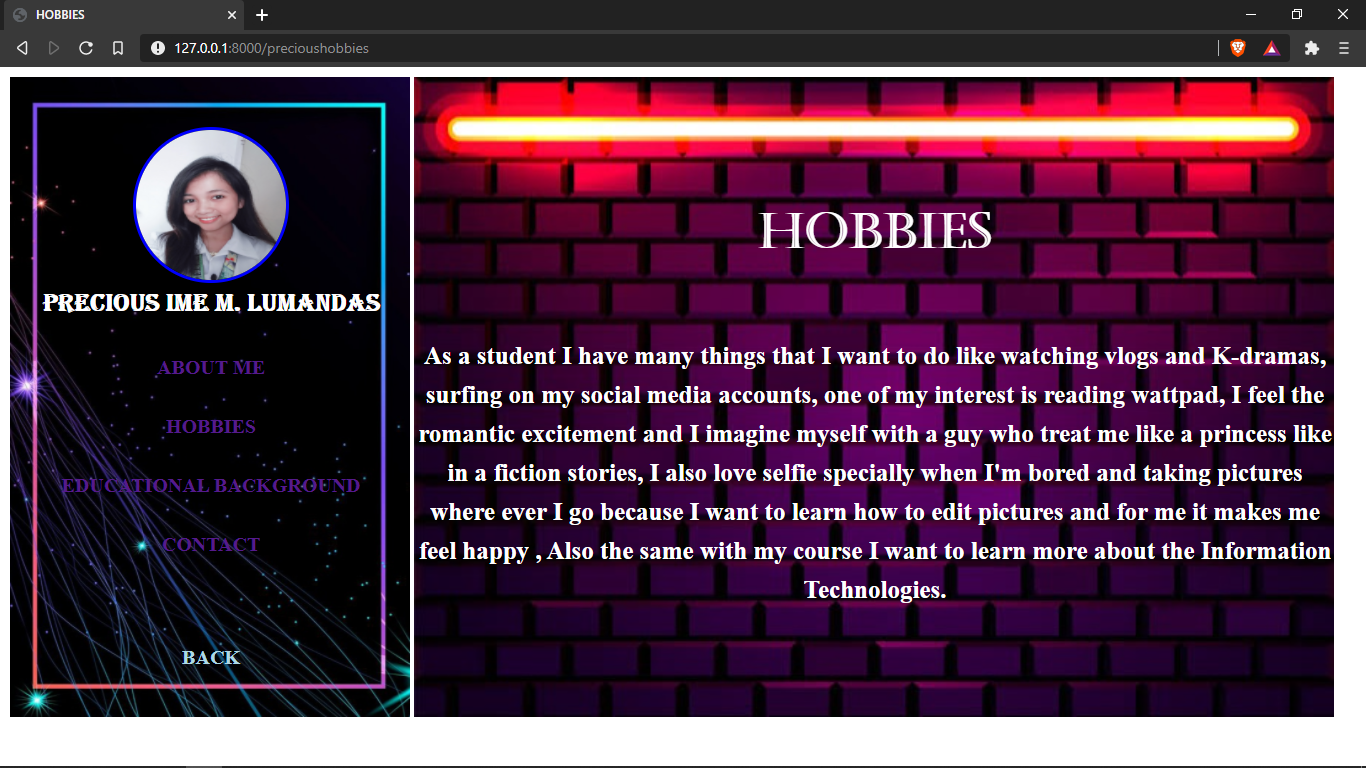 HOBBIES
127.0.0.1:8000/precioushobbies
PRECIOUS IME M. LUMANDAS
ABOUT ME
HOBBIES
EDUCATIONAL BACKGROUND
CONTACT
BACK
HOBBIES
As a student I have many things that I want to do like watching vlogs and K-dramas,
surfing on my social media accounts, one of my interest is reading wattpad, I feel the
romantic excitement and I imagine myself with a guy who treat me like a princess like
in a fiction stories, I also love selfie specially when I'm bored and taking pictures
where ever I go because I want to learn how to edit pictures and for me it makes me
feel happy , Also the same with my course I want to learn more about the Information
Technologies.